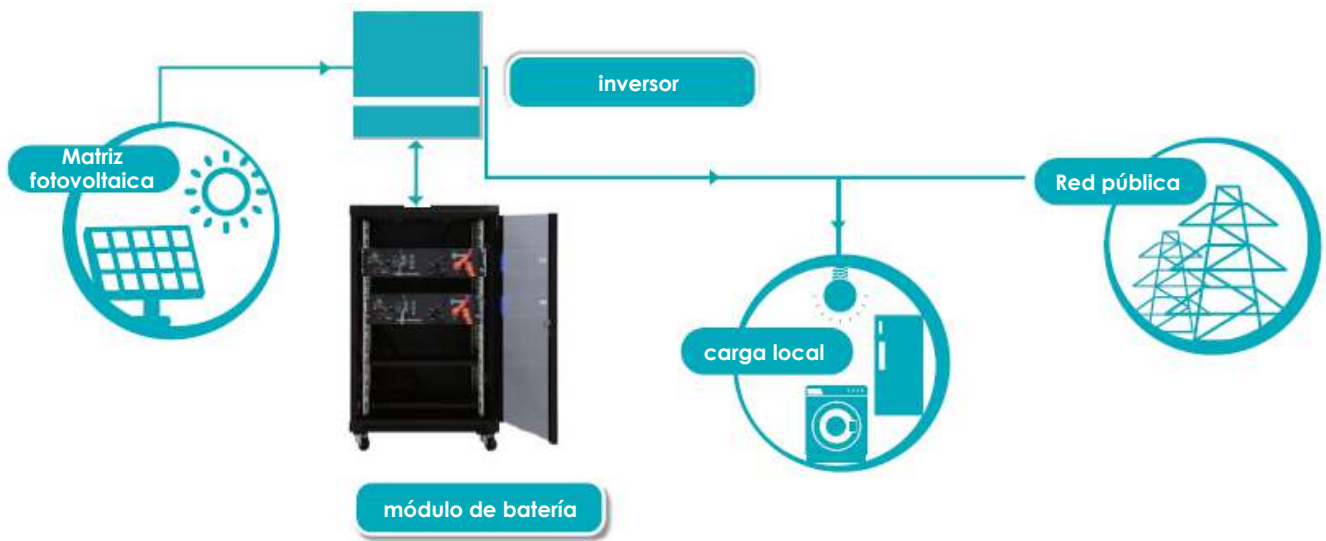 inversor
Matriz
fotovoltaica
Red pública
carga local
módulo de batería